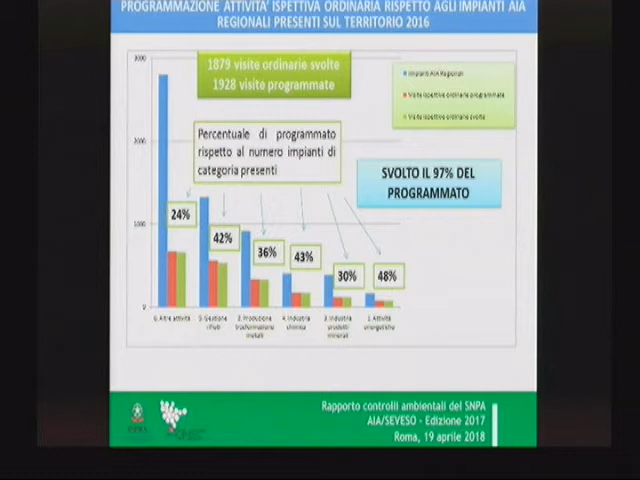 PROGRAMMAZIONE ATTIVITA' ISPETTIVA ORDINARIA RISPETTO AGLI IMPIANTI AIA
REGIONALI PRESENTI SUL TERRITORIO 2016
1879 visite ordinarie svolte
1928 visite programmate
Impianti AIA Regionali
Visite ispettive ordinarie programmate
Visite ispettive ordinarie svolte
Percentuale di programmato
rispetto al numero impianti di
categoria presenti
SVOLTO IL 97% DEL
PROGRAMMATO
3000
2000
1000
0
24%
42%
36%
43%
30%
48%
6. Altre attività
5. Gestione
rifiuti
2. Produzione
trasformazione
metalli
4. Industria
chimica
3. Industria
prodotti
minerali
1. Attività
energetiche
Rapporto controlli ambientali del SNPA
AIA/SEVESO - Edizione 2017
Roma, 19 aprile 2018